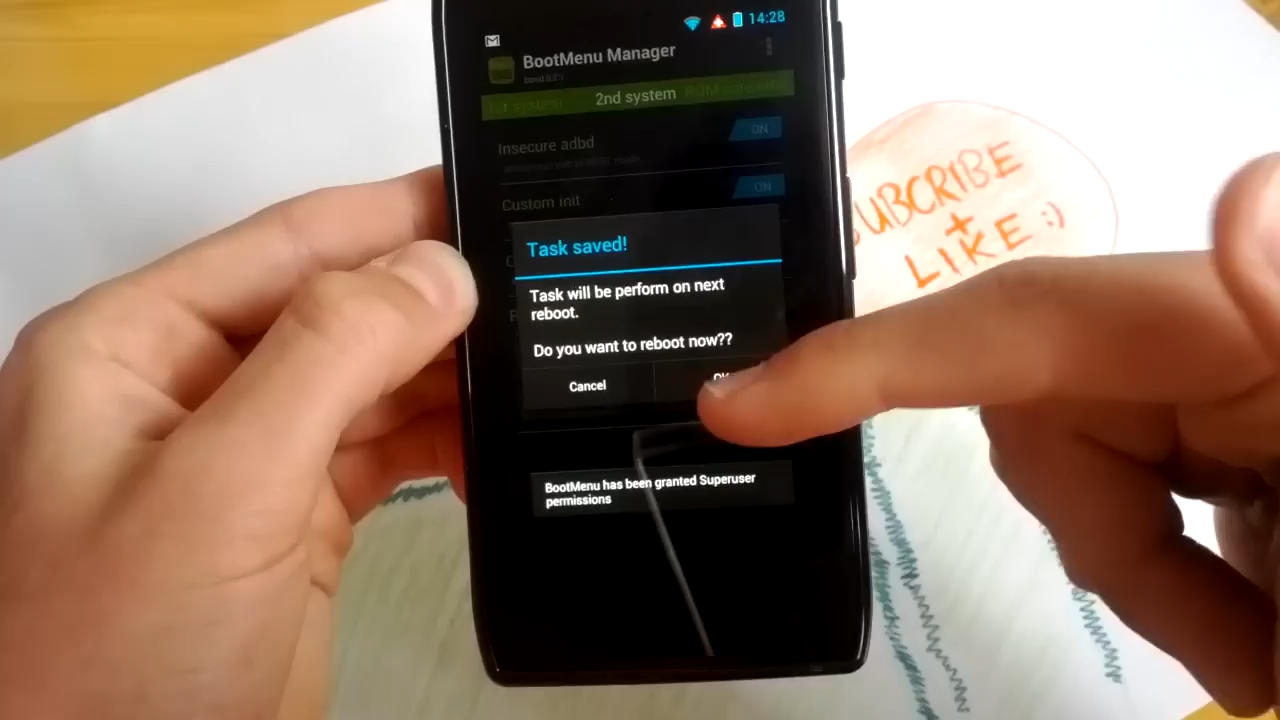 14:28
BootMenu Manager
2nd system
Insecure adbd
ON
Custom init
ON
Task saved!
Task will be perform on next
reboot.
Do you want to reboot now??
Cancel
BootMenu has been granted Superuser
permissions
UBCRIBE
+
LIKE :)